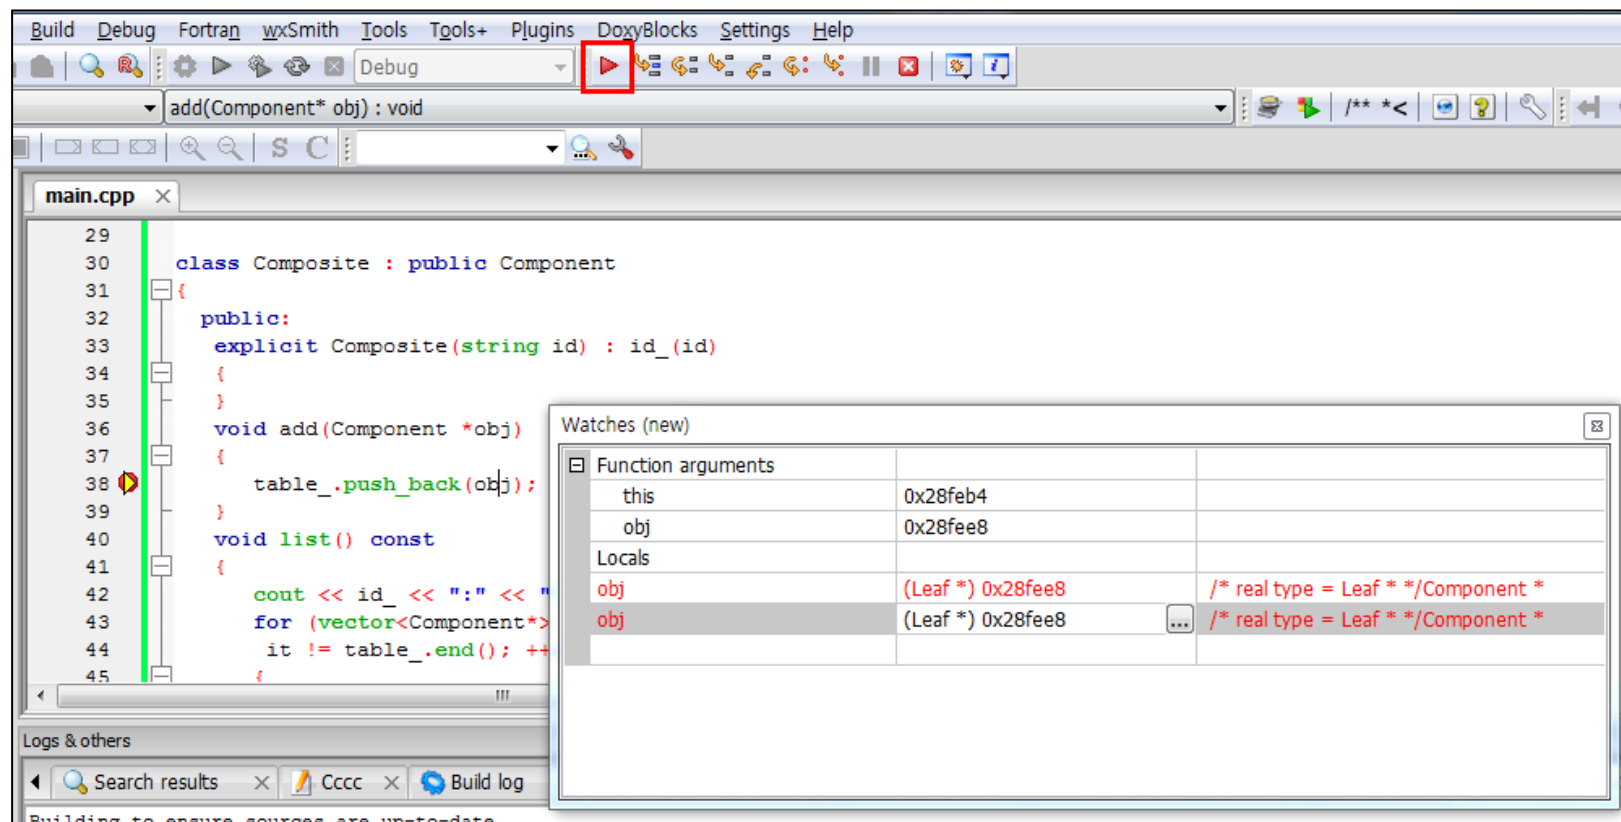 Build Debug Fortran wxSmith Tools Tools+ Plugins DoxyBlocks Settings Help
Debug
add(Component* obj) : void /** *<
S C
main.cpp
29
30 class Composite : public Component
31 {
32 public:
33 explicit Composite(string id) : id_(id)
34 {
35 }
36 void add(Component *obj)
37 {
38 table_.push_back(obj);
39 }
40 void list() const
41 {
42 cout << id_ << ":" << "
43 for (vector<Component*>
44 it != table_.end(); ++
45 {
Watches (new)
Function arguments
this 0x28feb4
obj 0x28fee8
Locals
obj (Leaf *) 0x28fee8 /* real type = Leaf * */Component *
obj (Leaf *) 0x28fee8 ... /* real type = Leaf * */Component *
Logs & others
Search results Cccc Build log
Building to ensure sources are up-to-date